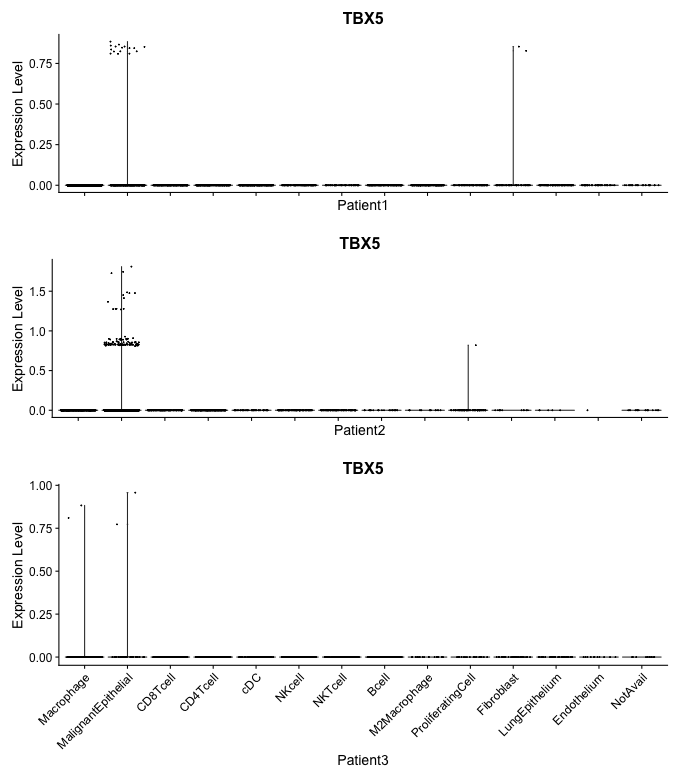 TBX5
Expression Level
0.75
0.50
0.25
0.00
Patient1
TBX5
Expression Level
1.5
1.0
0.5
0.0
Patient2
TBX5
Expression Level
1.00
0.75
0.50
0.25
0.00
Macrophage
MalignantEpithelial
CD8Tcell
CD4Tcell
cDC
NKcell
NKTcell
Bcell
M2Macrophage
ProliferatingCell
Fibroblast
LungEpithelium
Endothelium
NotAvail
Patient3